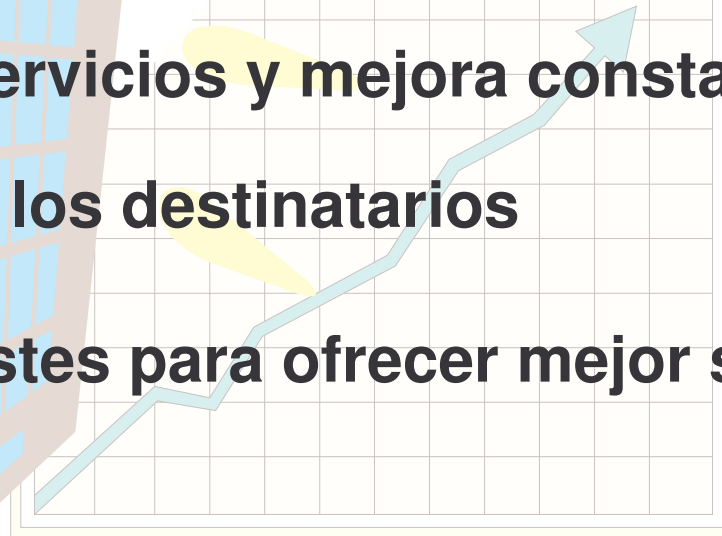 ervicios y mejora consta
los destinatarios
stes para ofrecer mejor s